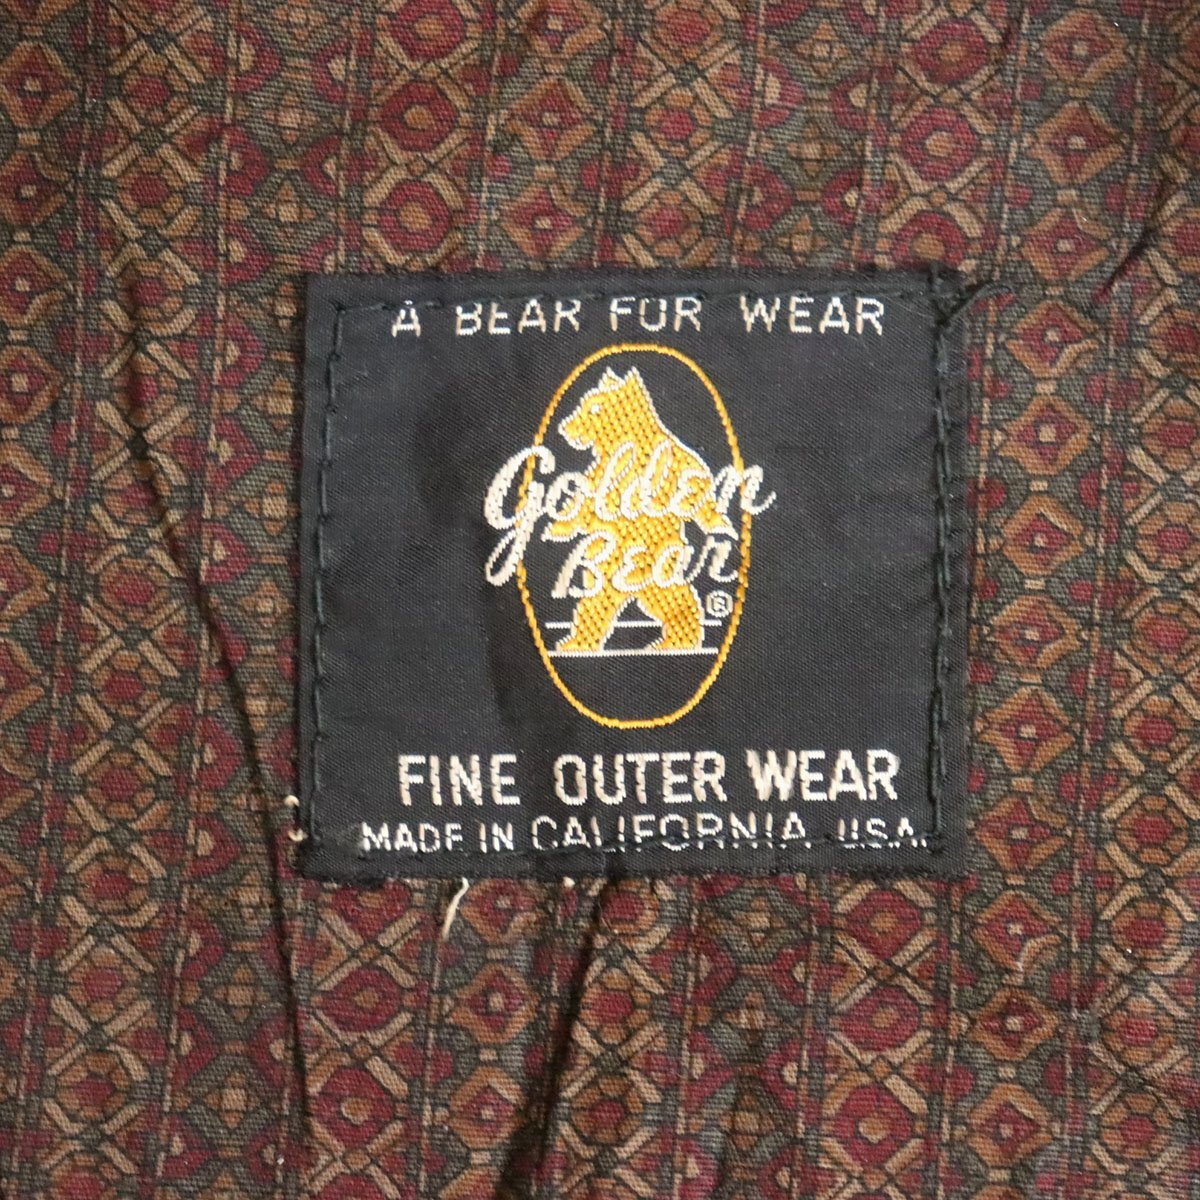 A BEAR FOR WEAR
Golden
Bear®
FINE OUTER WEAR
MADE IN CALIFORNIA U.S.A.